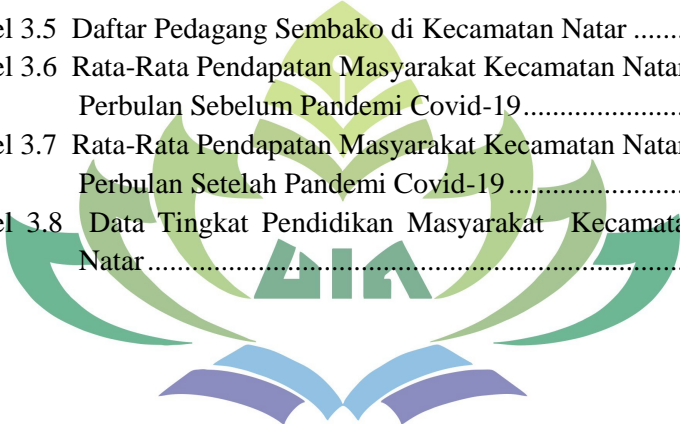 el 3.5 Daftar Pedagang Sembako di Kecamatan Natar .......
el 3.6 Rata-Rata Pendapatan Masyarakat Kecamatan Natar
Perbulan Sebelum Pandemi Covid-19.......................
el 3.7 Rata-Rata Pendapatan Masyarakat Kecamatan Natar
Perbulan Setelah Pandemi Covid-19.........................
el 3.8 Data Tingkat Pendidikan Masyarakat Kecamata
Natar..............................................................................